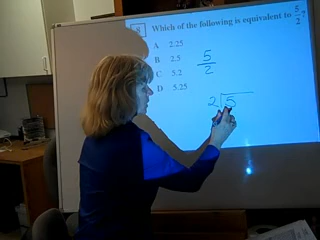 8 Which of the following is equivalent to 5/2?
A 2.25
B 2.5
C 5.2
D 5.25
5
2
2 5